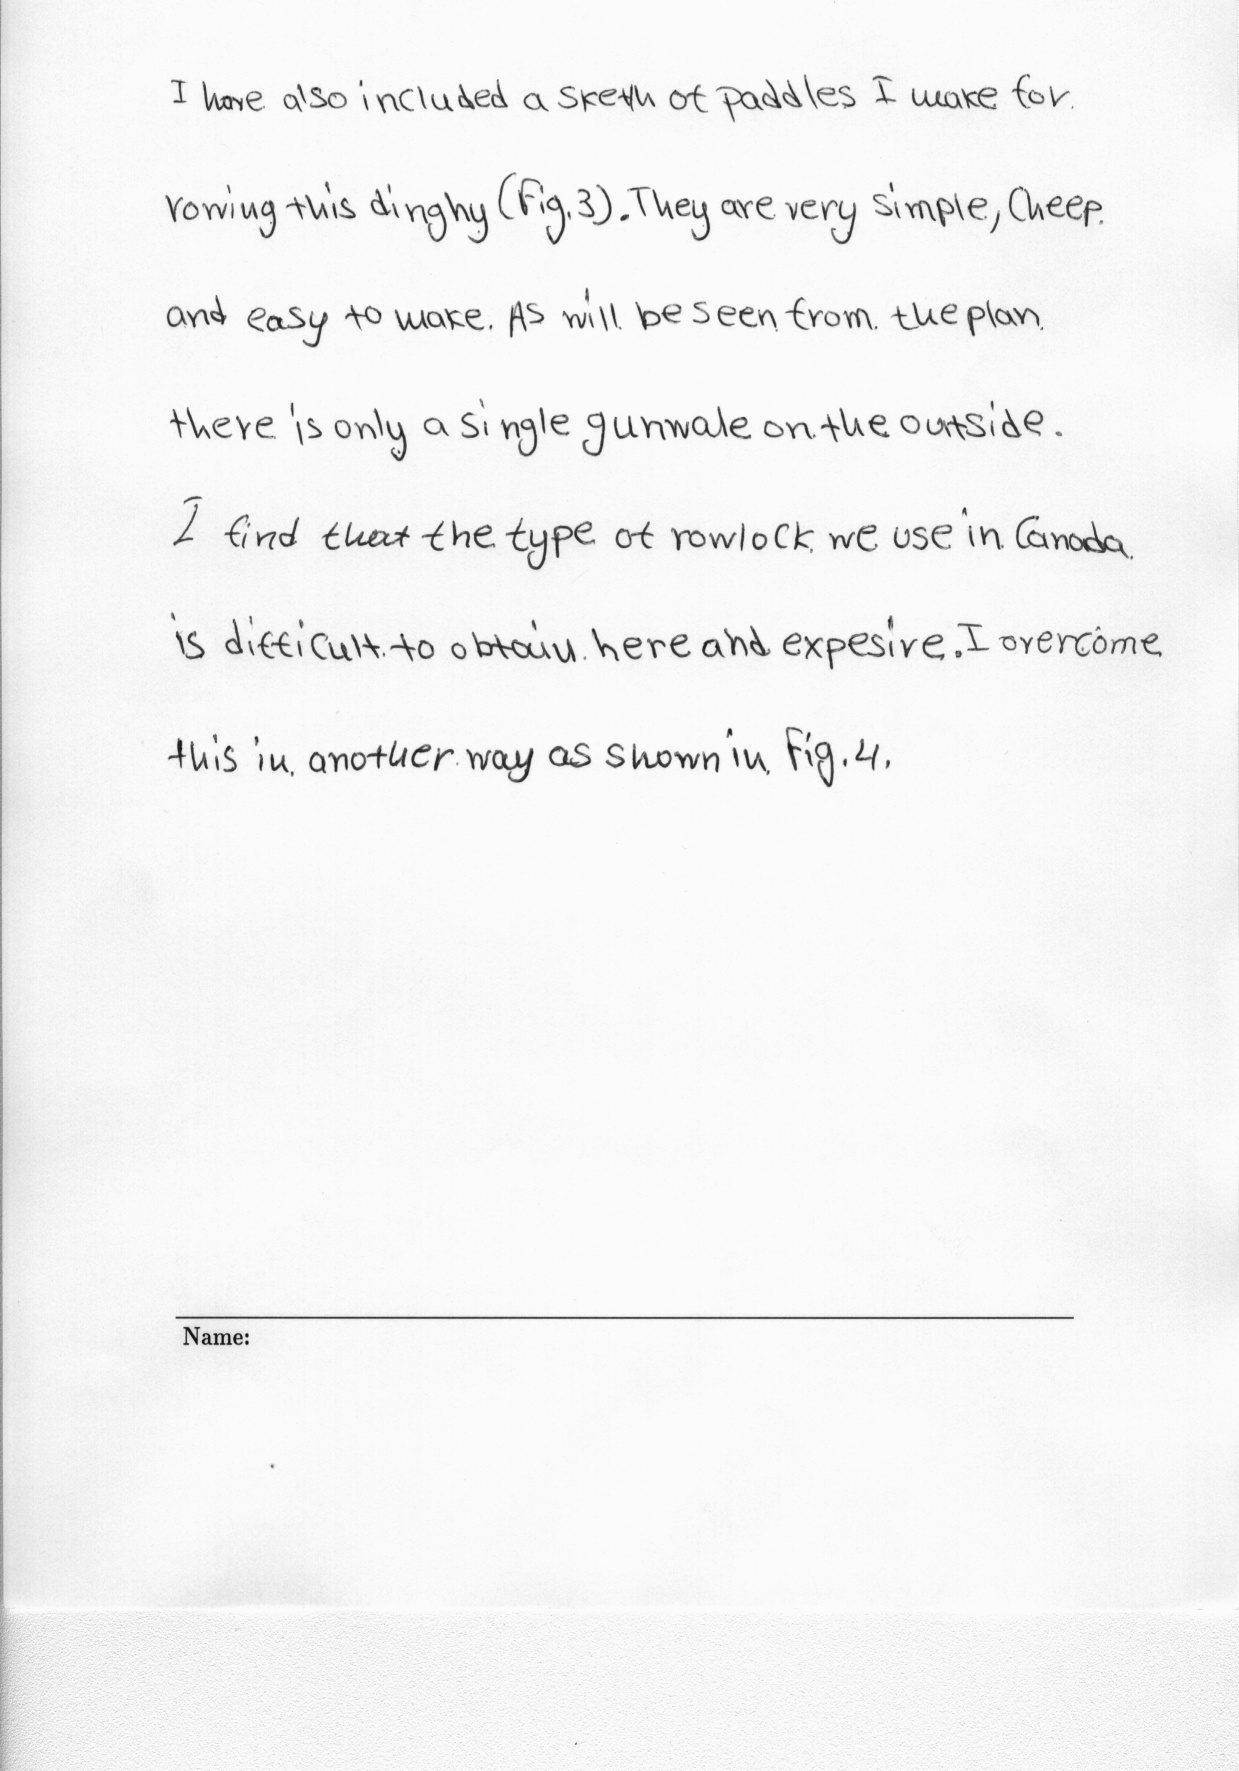 I have also included a sketh of paddles I make for
rowing this dinghy (Fig.3). They are very simple, Cheep
and easy to make. As will be seen from the plan
there is only a single gunwale on the outside.
I find that the type of rowlock we use in Canada
is difficult to obtain here and expesive. I overcome
this in another way as shown in Fig.4.
Name: